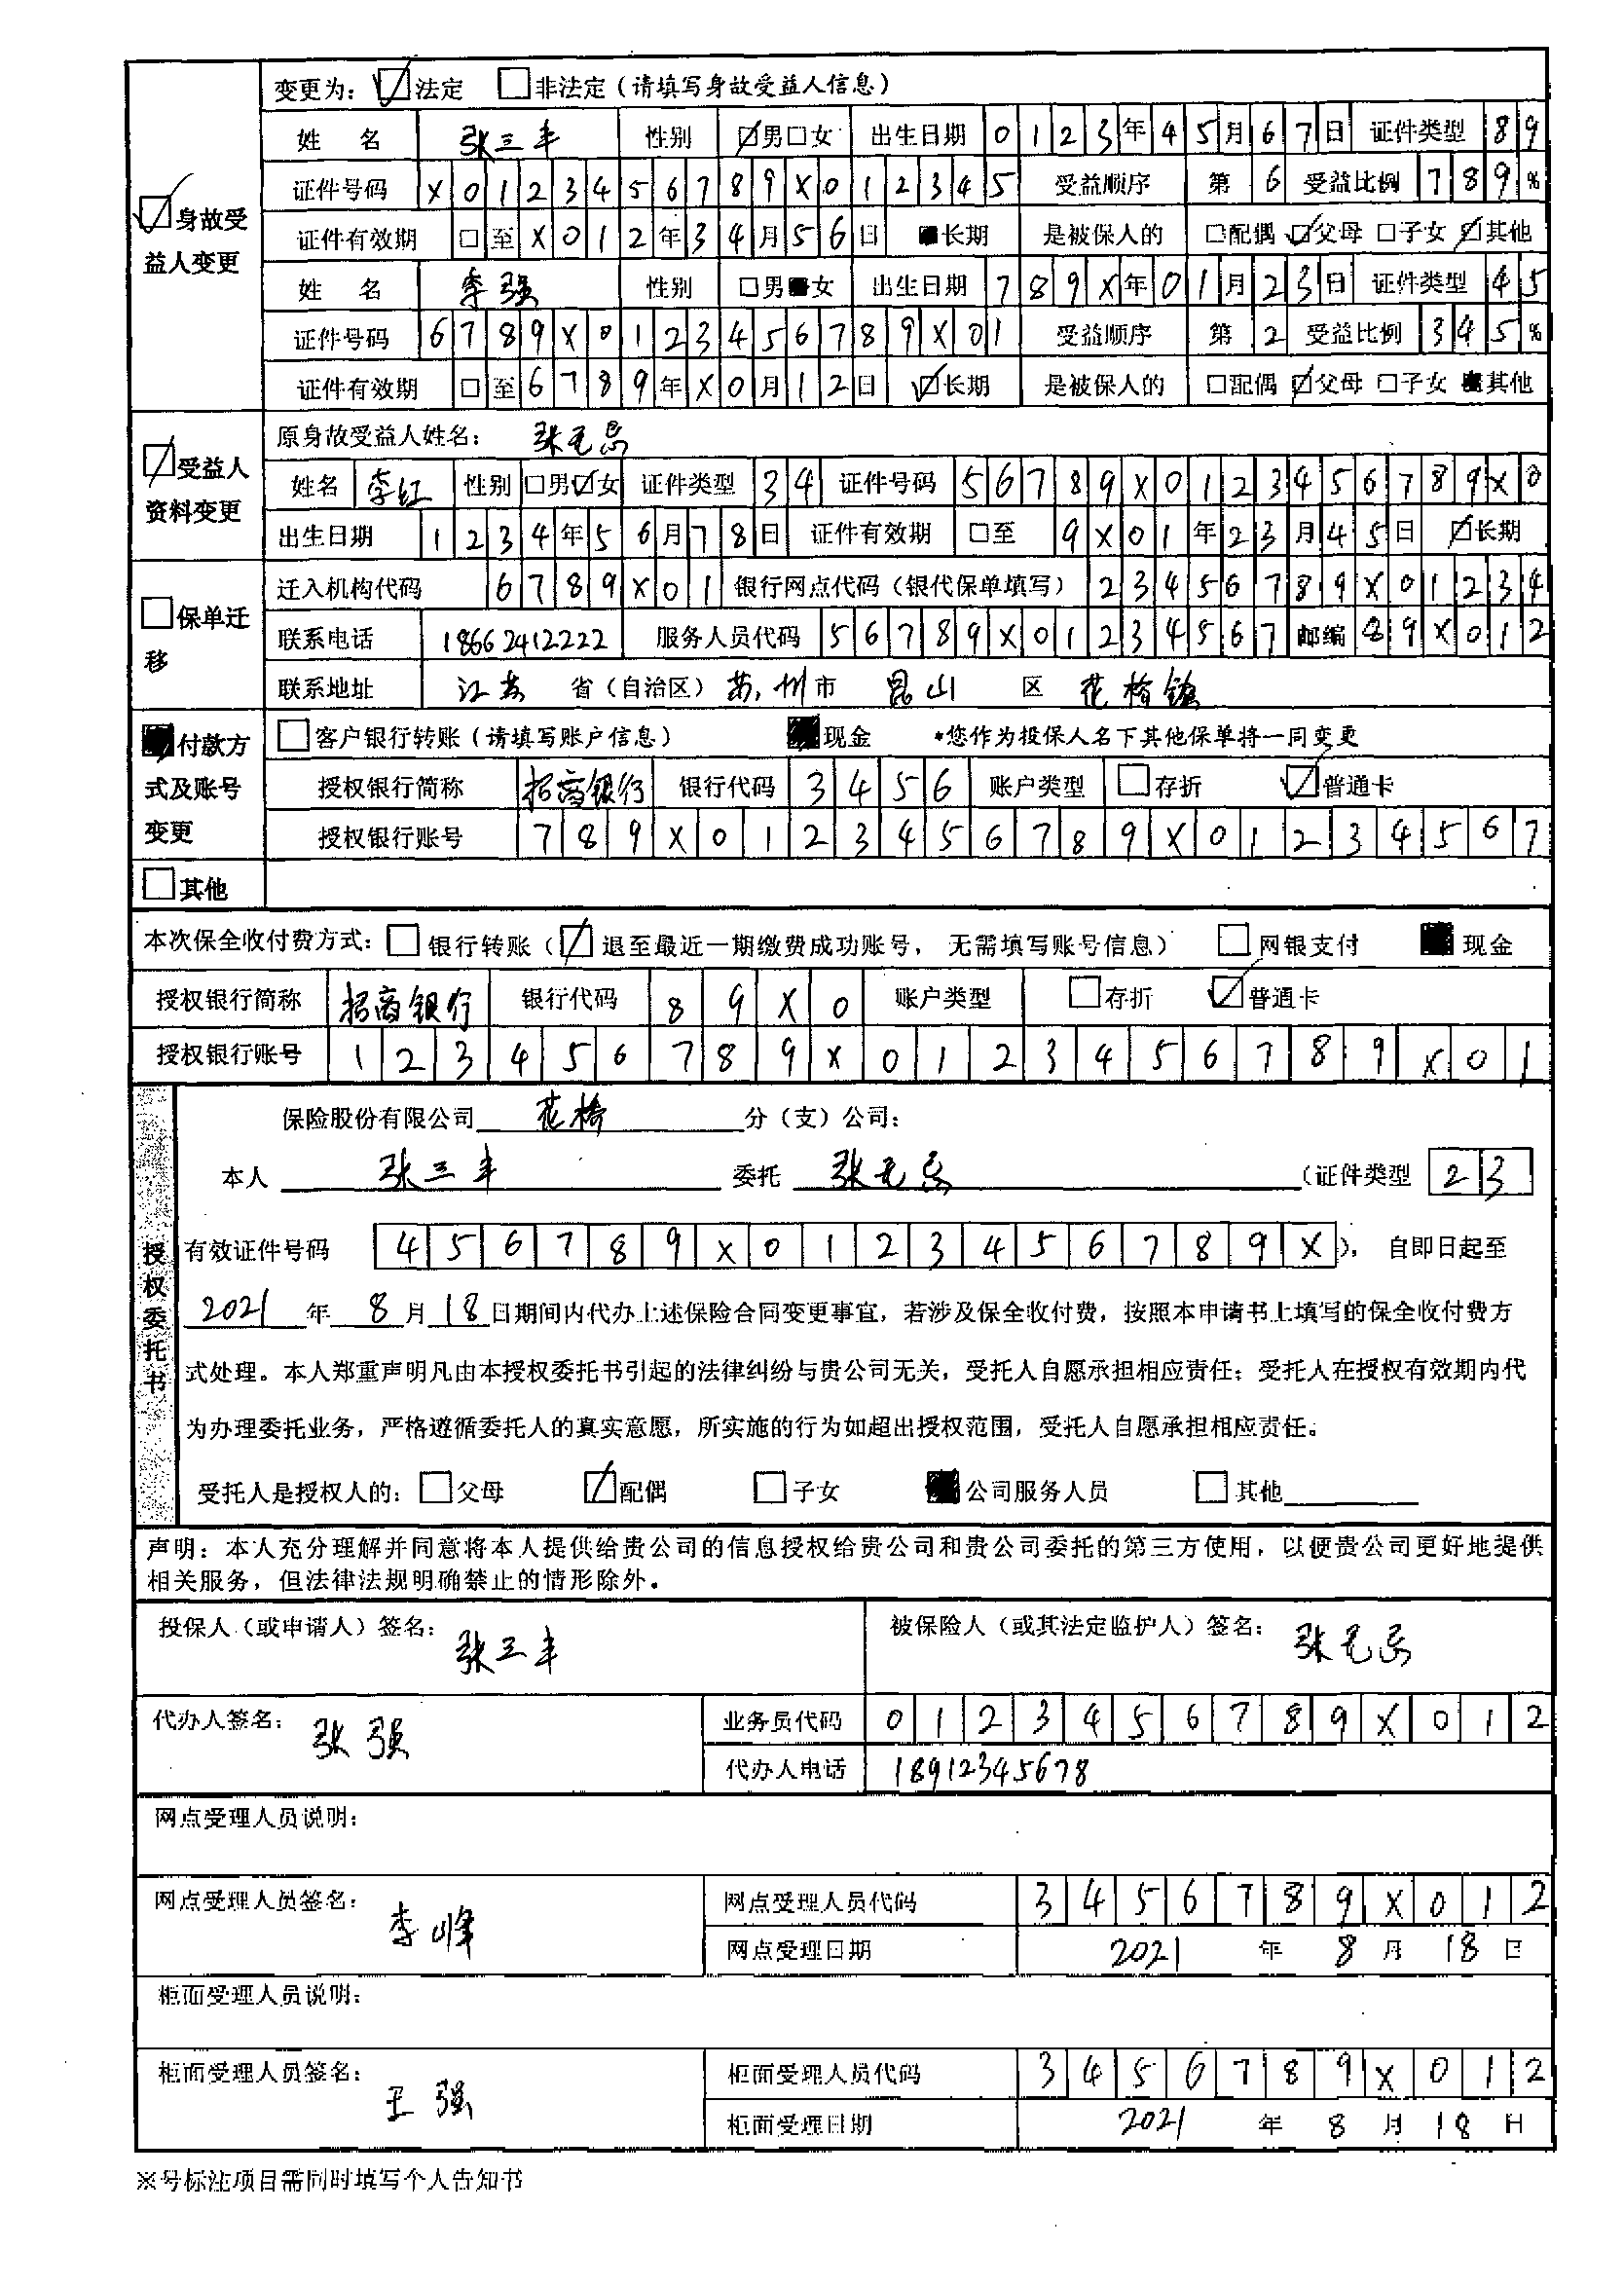 变更为：☑法定 □非法定（请填写身故受益人信息）
☑身故受益人变更
姓 名 张三丰 性别 ☑男□女 出生日期 0123年45月67日 证件类型 89
证件号码 X0123456789X012345 受益顺序 第6 受益比例 789%
证件有效期 □至X012年34月56日 ■长期 是被保人的 □配偶☑父母□子女☑其他
姓 名 李强 性别 □男■女 出生日期 789X年01月23日 证件类型 45
证件号码 6789X0123456789X01 受益顺序 第2 受益比例 345%
证件有效期 □至6789年X0月12日 ☑长期 是被保人的 □配偶☑父母□子女■其他
☑受益人资料变更
原身故受益人姓名： 张无忌
姓名 李红 性别 □男☑女 证件类型 34 证件号码 56789X0123456789X0
出生日期 1234年56月78日 证件有效期 □至 9X01年23月45日 ☑长期
□保单迁移
迁入机构代码 6789X01 银行网点代码（银代保单填写） 23456789X01234
联系电话 18662412222 服务人员代码 56789X01234567 邮编 89X012
联系地址 江苏 省（自治区）苏州市 昆山 区 花桥镇
■付款方式及账号变更
□客户银行转账（请填写账户信息） ■现金 *您作为投保人名下其他保单将一同变更
授权银行简称 招商银行 银行代码 3456 账户类型 □存折 ☑普通卡
授权银行账号 789X0123456789X01234567
□其他
本次保全收付费方式：□银行转账（☑退至最近一期缴费成功账号，无需填写账号信息） □网银支付 ■现金
授权银行简称 招商银行 银行代码 89X0 账户类型 □存折 ☑普通卡
授权银行账号 123456789X0123456789X01
授权委托书
保险股份有限公司 花桥 分（支）公司：
本人 张三丰 委托 张无忌 （证件类型 23
有效证件号码 456789X0123456789X ），自即日起至
2021 年 8 月 18 日期间内代办上述保险合同变更事宜，若涉及保全收付费，按照本申请书上填写的保全收付费方
式处理。本人郑重声明凡由本授权委托书引起的法律纠纷与贵公司无关，受托人自愿承担相应责任；受托人在授权有效期内代
为办理委托业务，严格遵循委托人的真实意愿，所实施的行为如超出授权范围，受托人自愿承担相应责任。
受托人是授权人的：□父母 ☑配偶 □子女 ■公司服务人员 □其他
声明：本人充分理解并同意将本人提供给贵公司的信息授权给贵公司和贵公司委托的第三方使用，以便贵公司更好地提供
相关服务，但法律法规明确禁止的情形除外。
投保人（或申请人）签名： 张三丰 被保险人（或其法定监护人）签名： 张无忌
代办人签名： 张强 业务员代码 0123456789X012
代办人电话 18912345678
网点受理人员说明：
网点受理人员签名： 李峰 网点受理人员代码 3456789X012
网点受理日期 2021 年 8 月 18 日
柜面受理人员说明：
柜面受理人员签名： 王强 柜面受理人员代码 3456789X012
柜面受理日期 2021 年 8 月 18 日
※号标注项目需同时填写个人告知书